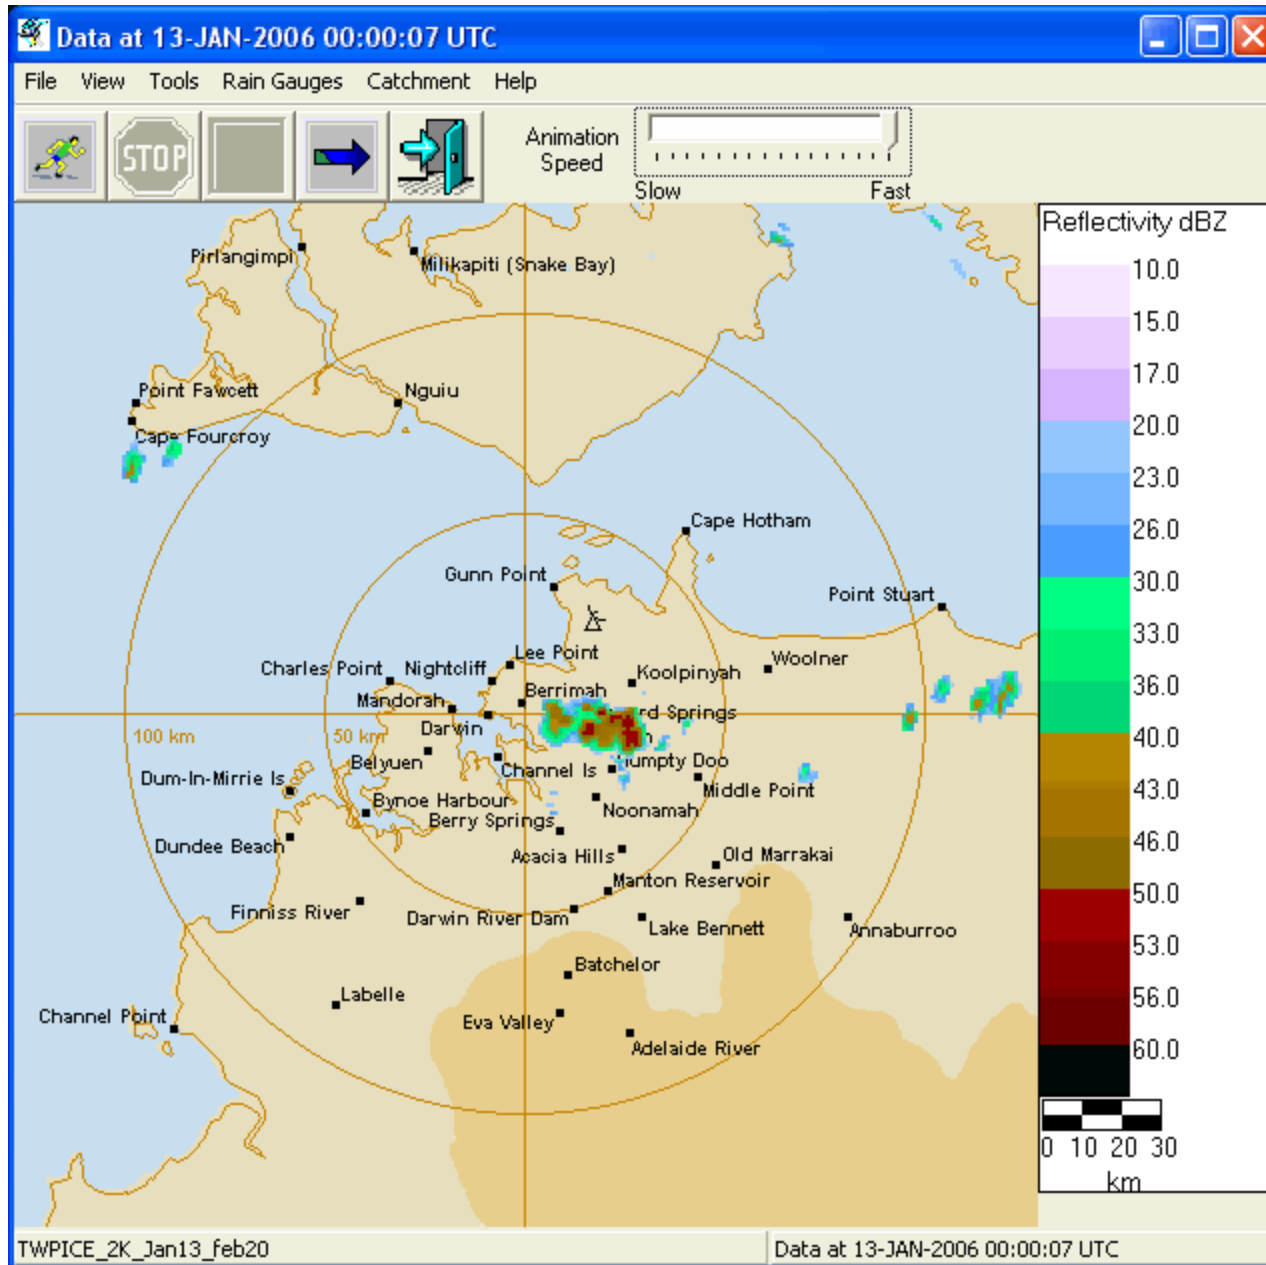 Data at 13-JAN-2006 00:00:07 UTC
File View Tools Rain Gauges Catchment Help
STOP
Animation
Speed
Slow Fast
Reflectivity dBZ
10.0
15.0
17.0
20.0
23.0
26.0
30.0
33.0
36.0
40.0
43.0
46.0
50.0
53.0
56.0
60.0
0 10 20 30
km
Pirlangimpi
Milikapiti (Snake Bay)
Point Fawcett
Nguiu
Cape Fourcroy
Cape Hotham
Gunn Point
Point Stuart
Lee Point
Woolner
Charles Point
Nightcliff
Koolpinyah
Berrimah
Mandorah
rd Springs
Darwin
100 km
50 km
Belyuen
Channel Is
Humpty Doo
Dum-In-Mirrie Is
Middle Point
Bynoe Harbour
Noonamah
Berry Springs
Dundee Beach
Acacia Hills
Old Marrakai
Manton Reservoir
Finniss River
Darwin River Dam
Lake Bennett
Annaburroo
Batchelor
Labelle
Channel Point
Eva Valley
Adelaide River
TWPICE_2K_Jan13_feb20
Data at 13-JAN-2006 00:00:07 UTC